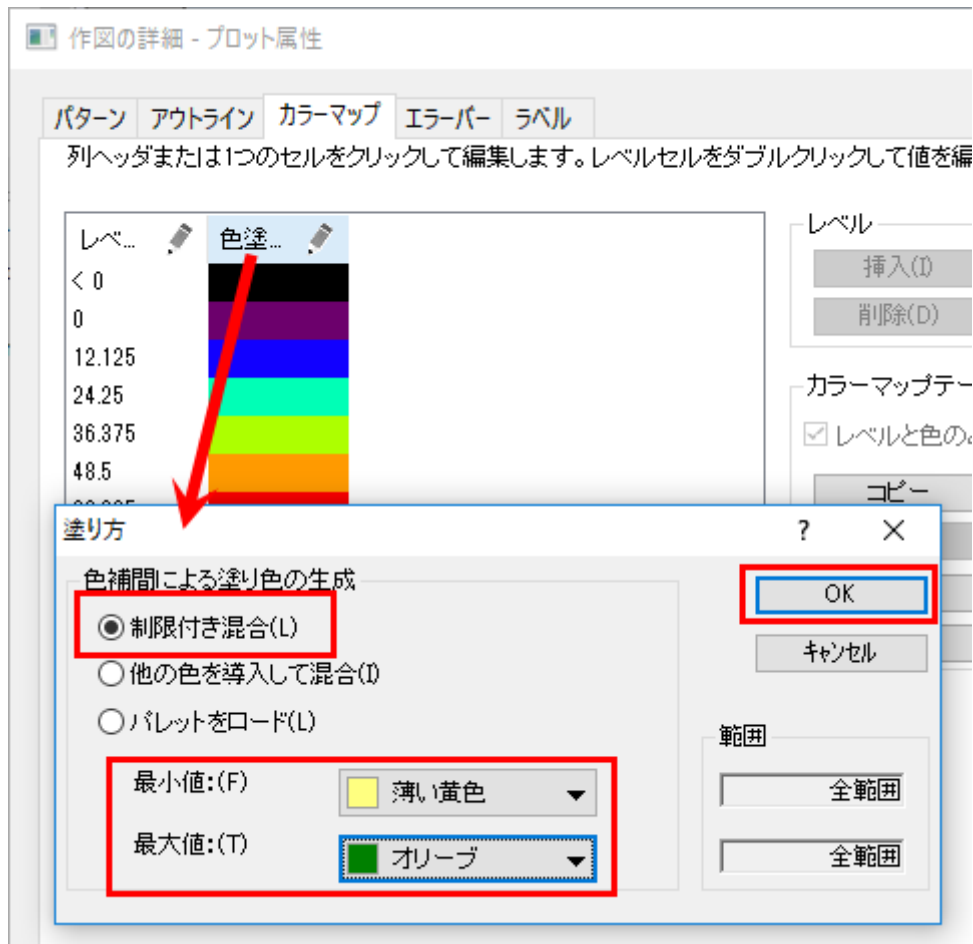 作図の詳細 - プロット属性
パターン アウトライン カラーマップ エラーバー ラベル
列ヘッダまたは1つのセルをクリックして編集します。レベルセルをダブルクリックして値を編
レベ... 色塗...
< 0
0
12.125
24.25
36.375
48.5
レベル
挿入(I)
削除(D)
カラーマップテー
レベルと色の
コピー
塗り方 ?
色補間による塗り色の生成
制限付き混合(L)
他の色を導入して混合(I)
パレットをロード(L)
最小値:(F) 薄い黄色
最大値:(T) オリーブ
OK
キャンセル
範囲
全範囲
全範囲